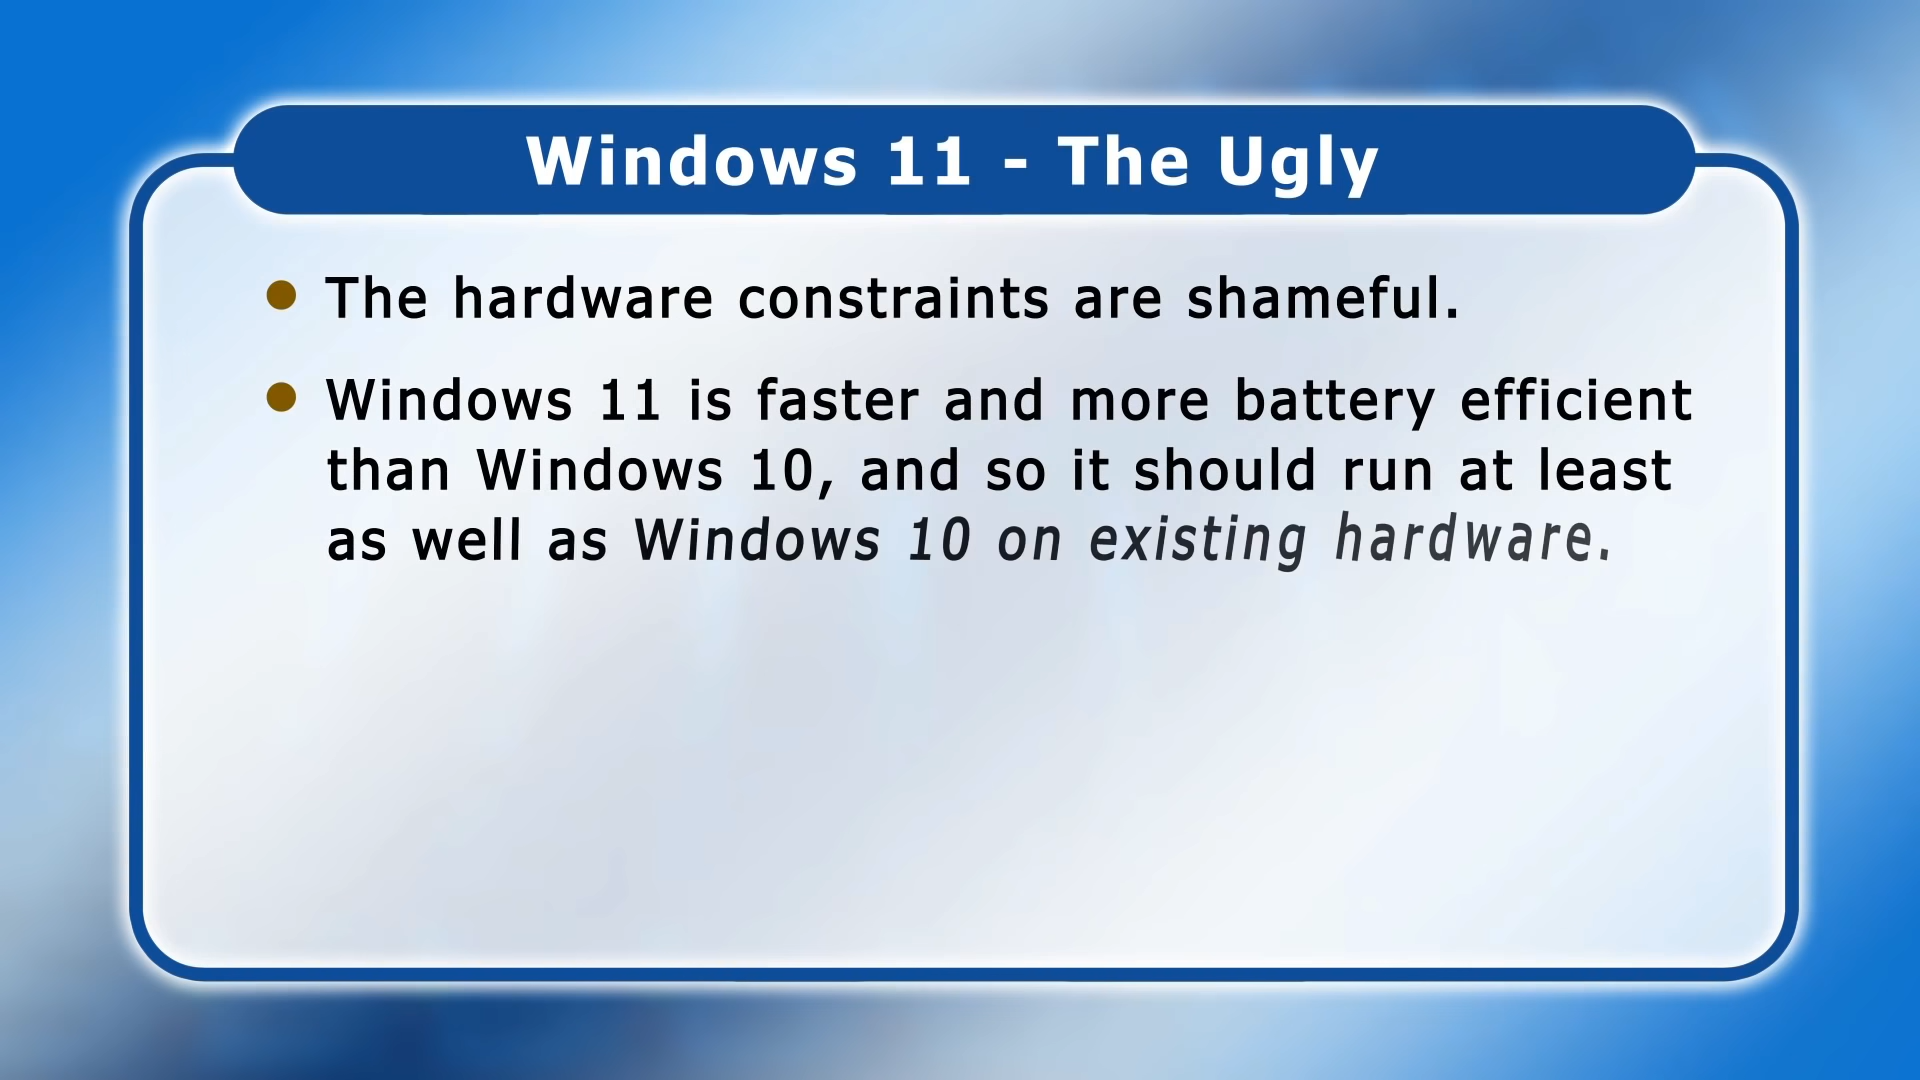 Windows 11 - The Ugly
The hardware constraints are shameful.
Windows 11 is faster and more battery efficient
than Windows 10, and so it should run at least
as well as Windows 10 on existing hardware.